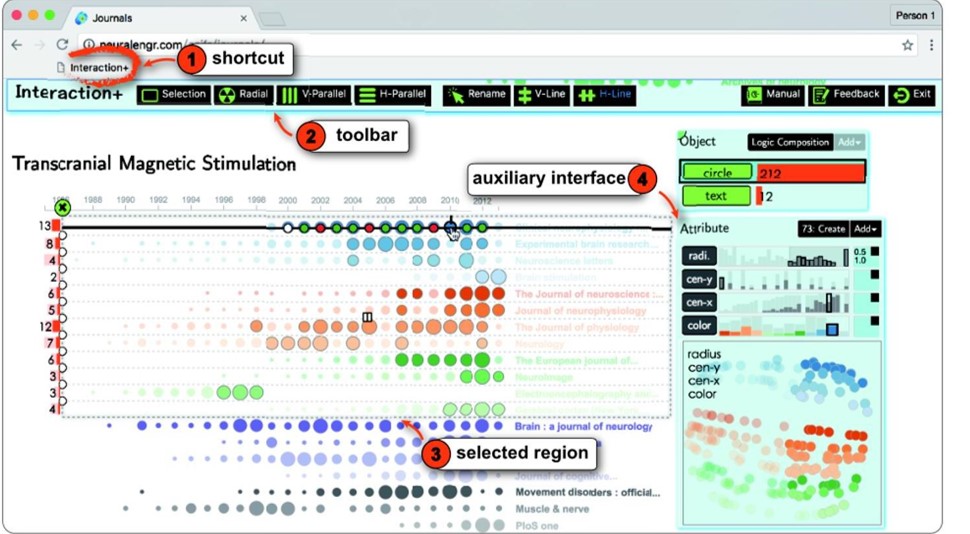 Journals
Person 1
neuralengr.com
Interaction+
1 shortcut
Interaction+ Selection Radial V-Parallel H-Parallel Rename V-Line H-Line Manual Feedback Exit
2 toolbar
Object Logic Composition Add▾
circle 212
text 12
Transcranial Magnetic Stimulation
auxiliary interface 4
1988 1990 1992 1994 1996 1998 2000 2002 2004 2006 2008 2010 2012
Attribute 73: Create Add▾
13
8 Experimental brain research...
4 Neuroscience letters
2 Brain stimulation
6 The Journal of neuroscience :...
5 Journal of neurophysiology
12 The Journal of physiology
7 Neurology
6 The European journal of...
3 NeuroImage
3
4
radi. 0.5
1.0
cen-y
cen-x
color
radius
cen-y
cen-x
color
Brain : a journal of neurology
3 selected region
Journal of cognitive...
Movement disorders : official...
Muscle & nerve
PloS one